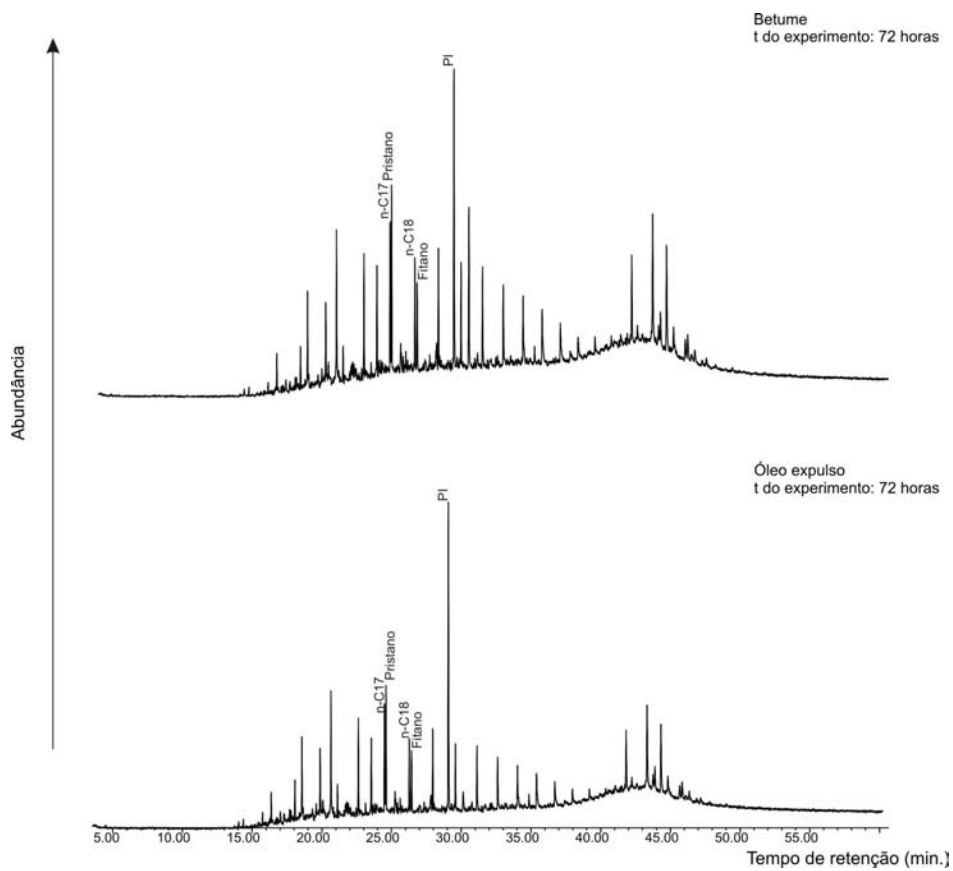 Betume
t do experimento: 72 horas
PI
Pristano
n-C17
n-C18
Fitano
Abundância
Óleo expulso
t do experimento: 72 horas
PI
Pristano
n-C17
n-C18
Fitano
5.00 10.00 15.00 20.00 25.00 30.00 35.00 40.00 45.00 50.00 55.00
Tempo de retenção (min.)